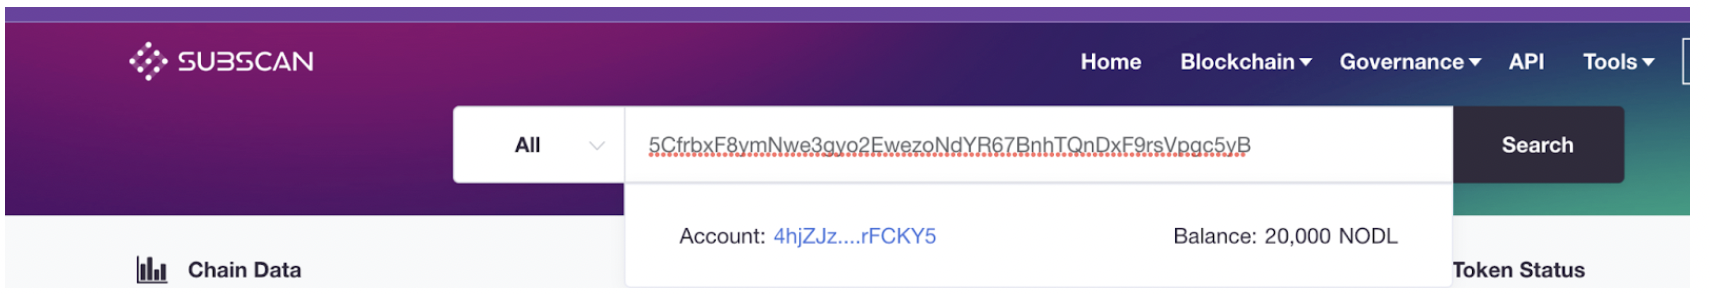 SUBSCAN
Home Blockchain Governance API Tools
All 5CfrbxF8ymNwe3gyo2EwezoNdYR67BnhTQnDxF9rsVpgc5yB Search
Account: 4hjZJz....rFCKY5 Balance: 20,000 NODL
Chain Data Token Status